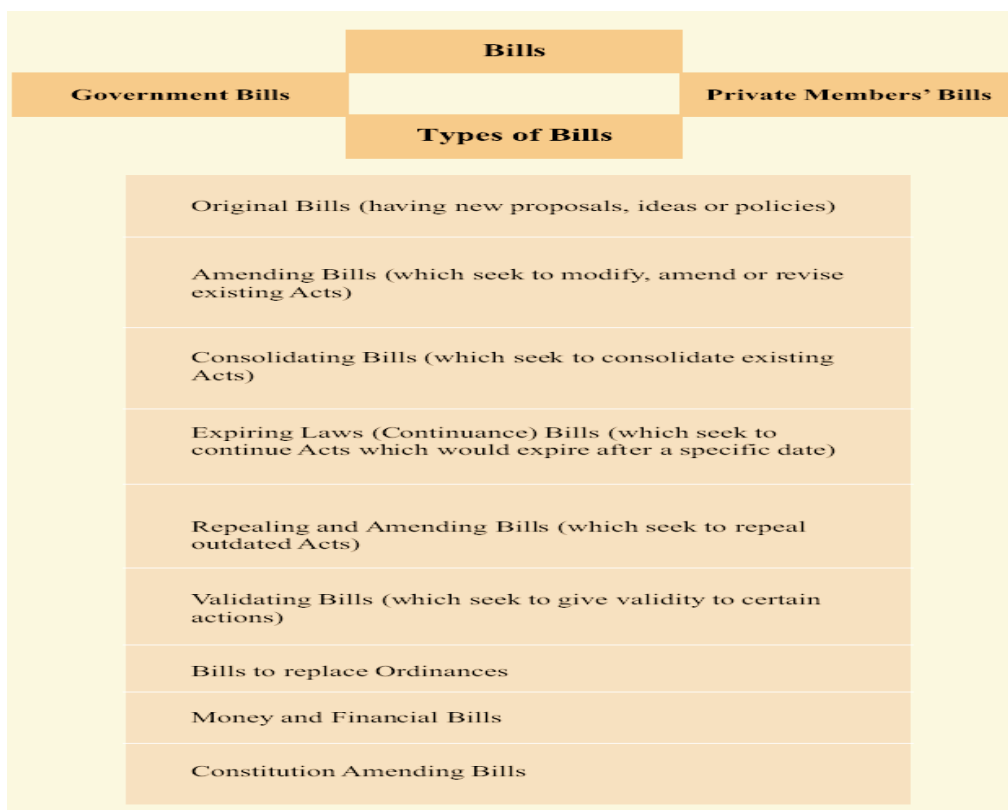 Bills
Government Bills
Private Members’ Bills
Types of Bills
Original Bills (having new proposals, ideas or policies)
Amending Bills (which seek to modify, amend or revise
existing Acts)
Consolidating Bills (which seek to consolidate existing
Acts)
Expiring Laws (Continuance) Bills (which seek to
continue Acts which would expire after a specific date)
Repealing and Amending Bills (which seek to repeal
outdated Acts)
Validating Bills (which seek to give validity to certain
actions)
Bills to replace Ordinances
Money and Financial Bills
Constitution Amending Bills